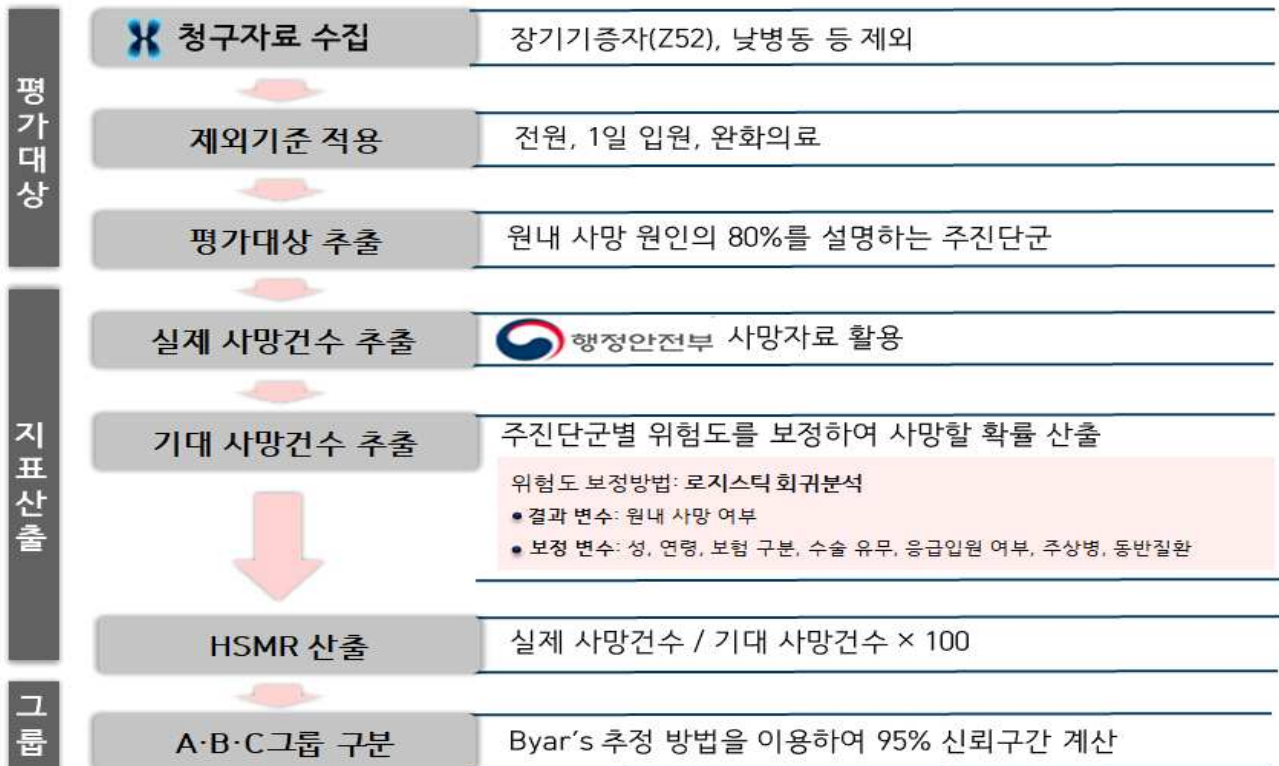 평가대상
청구자료 수집
장기기증자(Z52), 낮병동 등 제외
제외기준 적용
전원, 1일 입원, 완화의료
평가대상 추출
원내 사망 원인의 80%를 설명하는 주진단군
지표산출
실제 사망건수 추출
행정안전부 사망자료 활용
기대 사망건수 추출
주진단군별 위험도를 보정하여 사망할 확률 산출
위험도 보정방법: 로지스틱 회귀분석
• 결과 변수: 원내 사망 여부
• 보정 변수: 성, 연령, 보험 구분, 수술 유무, 응급입원 여부, 주상병, 동반질환
HSMR 산출
실제 사망건수 / 기대 사망건수 × 100
그룹
A·B·C그룹 구분
Byar's 추정 방법을 이용하여 95% 신뢰구간 계산